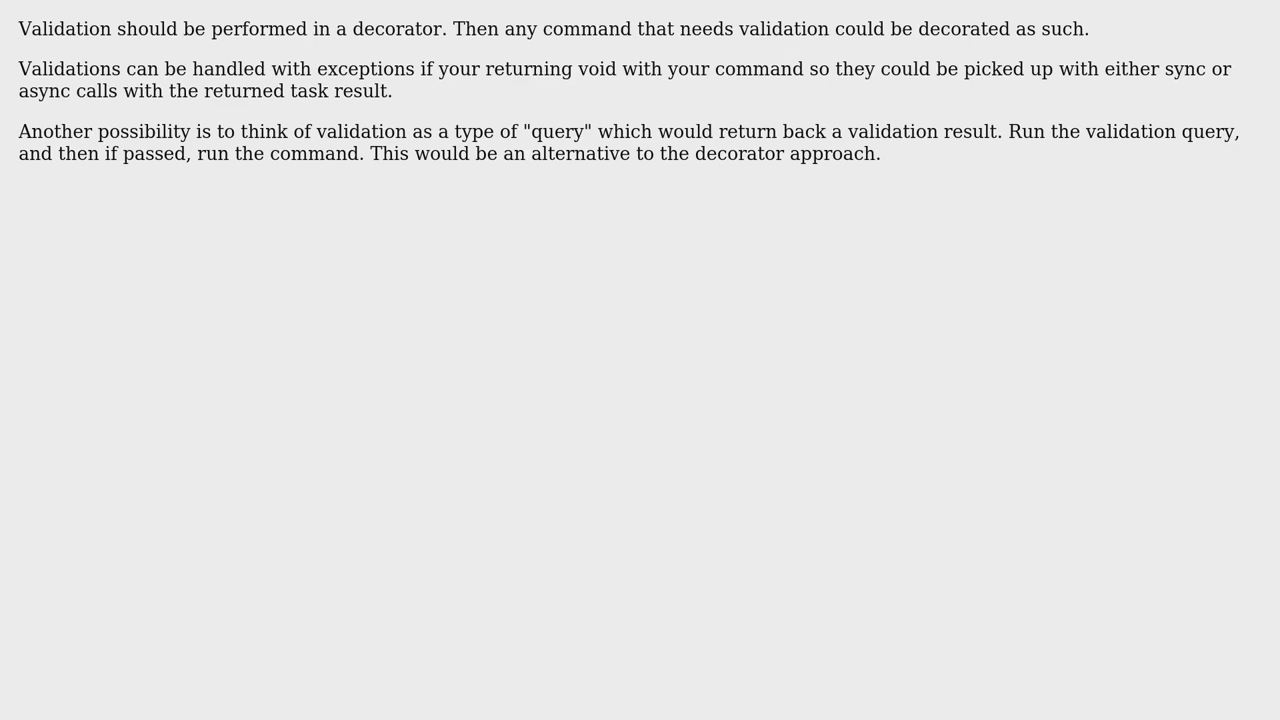 Validation should be performed in a decorator. Then any command that needs validation could be decorated as such.
Validations can be handled with exceptions if your returning void with your command so they could be picked up with either sync or
async calls with the returned task result.
Another possibility is to think of validation as a type of "query" which would return back a validation result. Run the validation query,
and then if passed, run the command. This would be an alternative to the decorator approach.